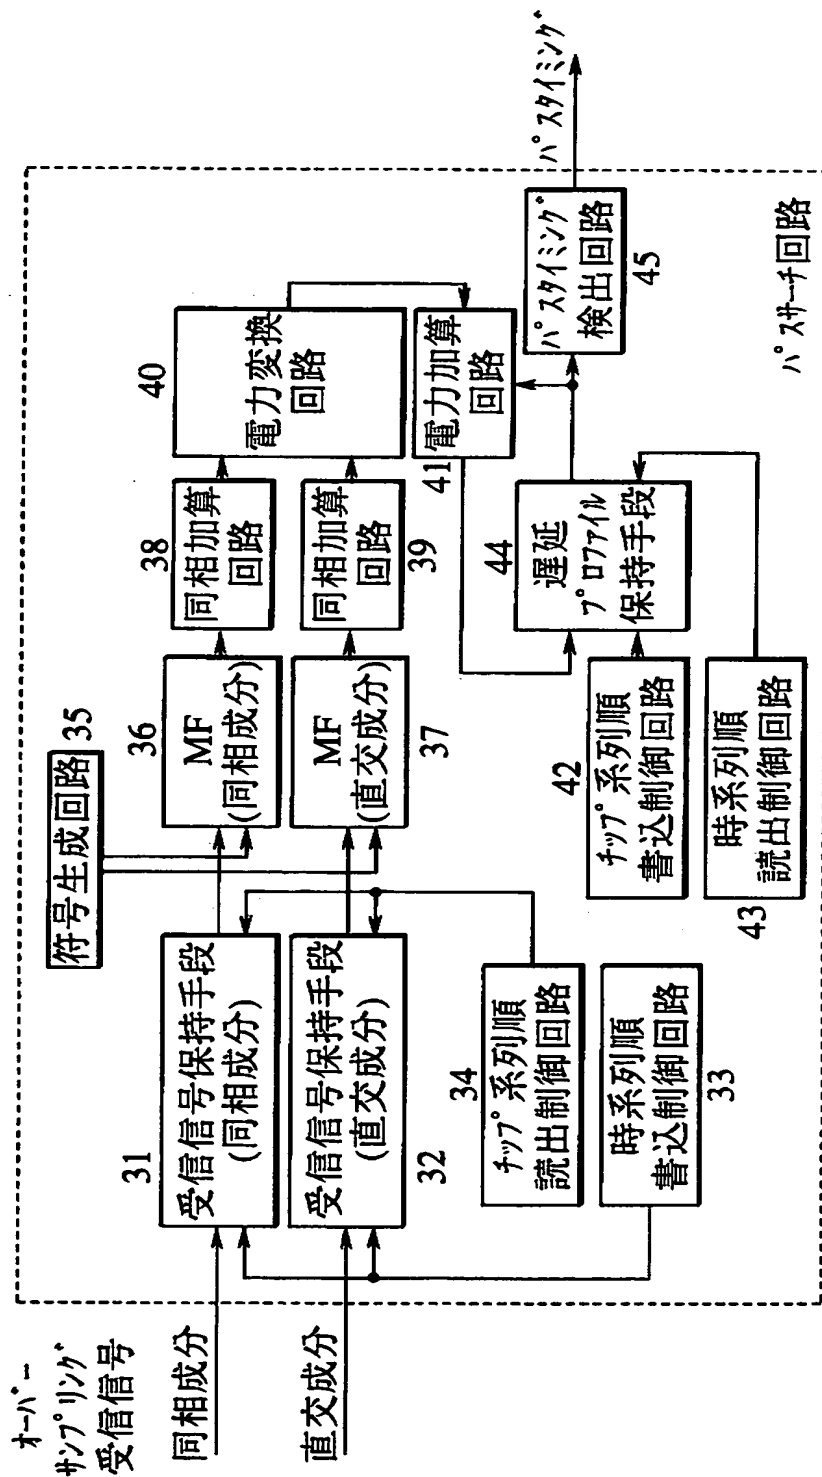 オーバー
サンプリング
受信信号
同相成分
直交成分
31
受信信号保持手段
(同相成分)
受信信号保持手段
(直交成分)
32
34
チップ系列順
読出制御回路
時系列順
書込制御回路
33
符号生成回路
35
36
MF
(同相成分)
MF
(直交成分)
37
38
同相加算
回路
同相加算
回路
39
40
電力変換
回路
電力加算
回路
41
42
チップ系列順
書込制御回路
時系列順
読出制御回路
43
44
遅延
プロファイル
保持手段
パスタイミング
検出回路
45
パスタイミング
パスサーチ回路